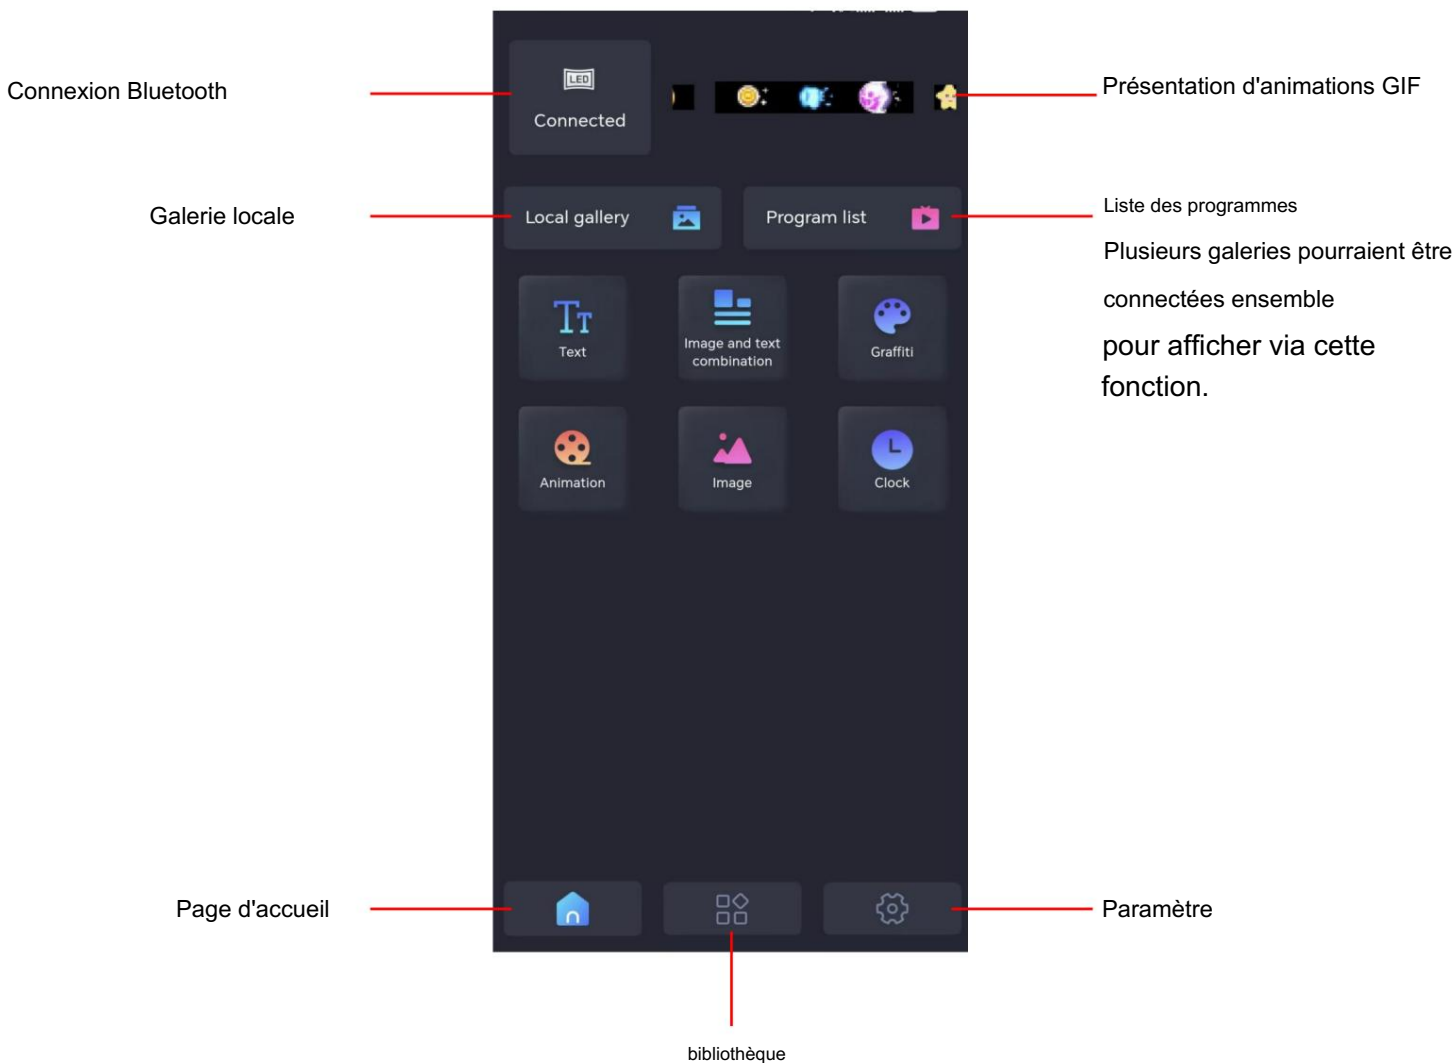 LED
Connexion Bluetooth
Connected
Présentation d'animations GIF
Galerie locale
Local gallery
Program list
Liste des programmes
Plusieurs galeries pourraient être
connectées ensemble
pour afficher via cette
fonction.
Text
Image and text
combination
Graffiti
Animation
Image
Clock
Page d'accueil
Paramètre
bibliothèque